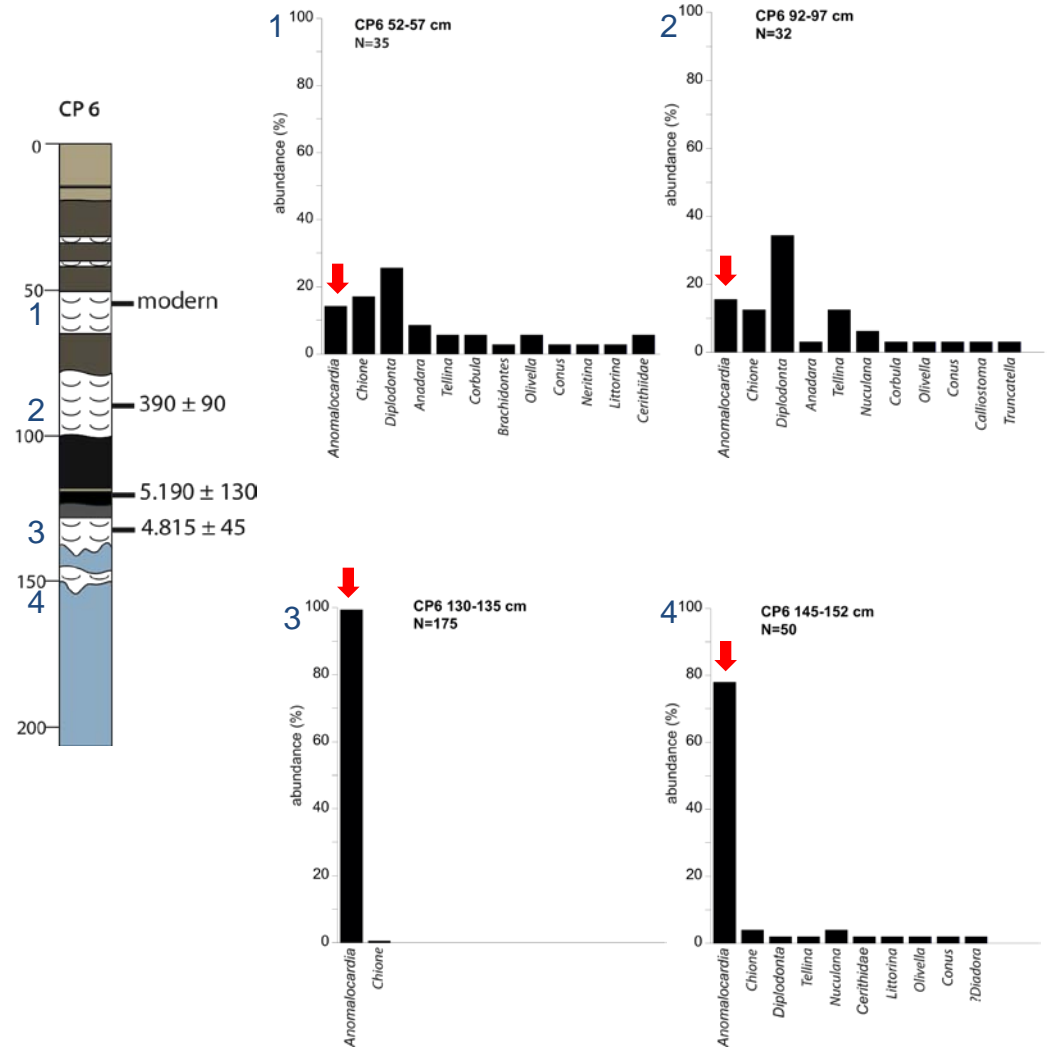 CP 6
0
50
100
150
200
1
2
3
4
modern
390 ± 90
5.190 ± 130
4.815 ± 45
1
CP6 52-57 cm
N=35
abundance (%)
100
80
60
40
20
0
Anomalocardia
Chione
Diplodonta
Anadara
Tellina
Corbula
Brachidontes
Olivella
Conus
Neritina
Littorina
Cerithiidae
2
CP6 92-97 cm
N=32
abundance (%)
100
80
60
40
20
0
Anomalocardia
Chione
Diplodonta
Andara
Tellina
Nuculana
Corbula
Olivella
Conus
Calliostoma
Truncatella
3
CP6 130-135 cm
N=175
abundance (%)
100
80
60
40
20
0
Anomalocardia
Chione
4
CP6 145-152 cm
N=50
abundance (%)
100
80
60
40
20
0
Anomalocardia
Chione
Diplodonta
Tellina
Nuculana
Cerithidae
Littorina
Olivella
Conus
?Diadora